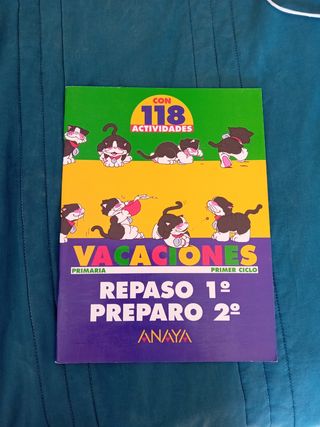 CON
118
ACTIVIDADES
VACACIONES
PRIMARIA PRIMER CICLO
REPASO 1º
PREPARO 2º
ANAYA